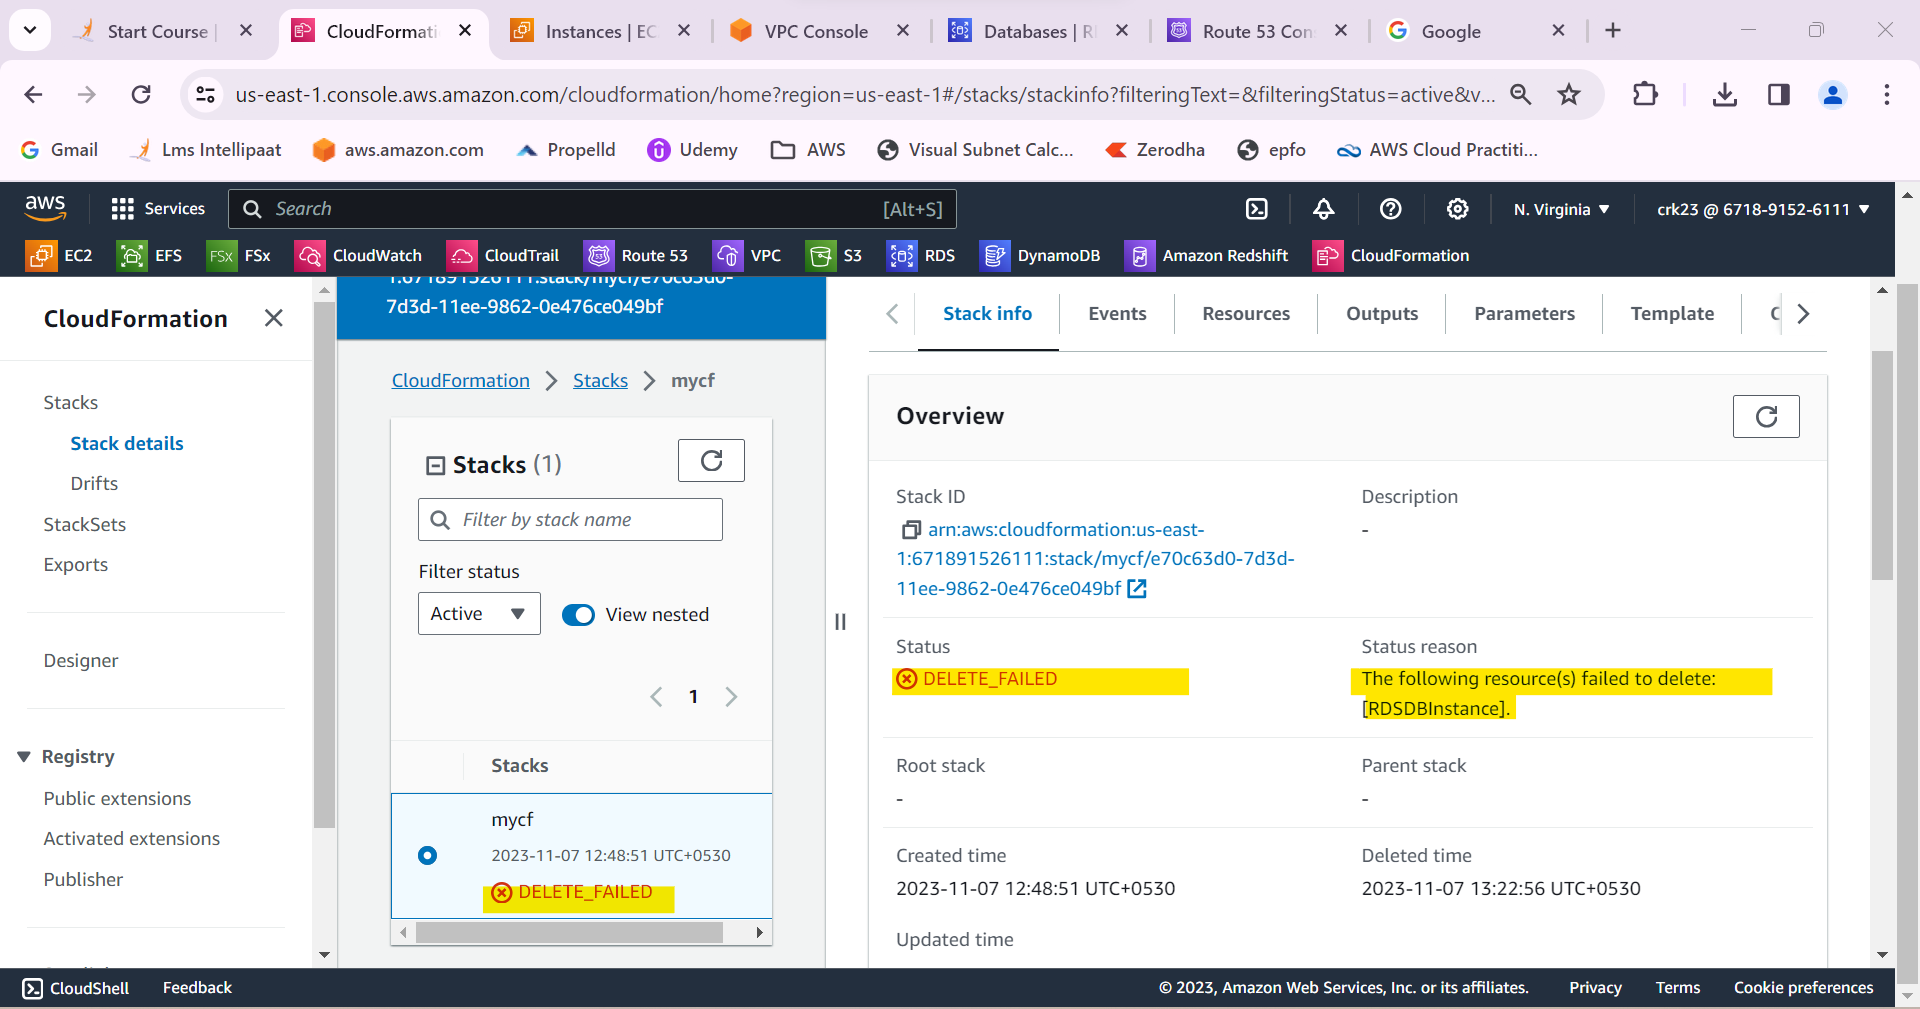 Start Course |
CloudFormati
Instances | EC
VPC Console
Databases | R
Route 53 Con
Google
us-east-1.console.aws.amazon.com/cloudformation/home?region=us-east-1#/stacks/stackinfo?filteringText=&filteringStatus=active&v...
Gmail
Lms Intellipaat
aws.amazon.com
Propelld
Udemy
AWS
Visual Subnet Calc...
Zerodha
epfo
AWS Cloud Practiti...
aws
Services
Search
[Alt+S]
N. Virginia
crk23 @ 6718-9152-6111
EC2
EFS
FSx
FSx
CloudWatch
CloudTrail
53
Route 53
VPC
S3
RDS
DynamoDB
Amazon Redshift
CloudFormation
CloudFormation
Stacks
Stack details
Drifts
StackSets
Exports
Designer
Registry
Public extensions
Activated extensions
Publisher
1:671891526111:stack/mycf/e70c63d0-
7d3d-11ee-9862-0e476ce049bf
CloudFormation
Stacks
mycf
Stacks (1)
Filter by stack name
Filter status
Active
View nested
1
Stacks
mycf
2023-11-07 12:48:51 UTC+0530
DELETE_FAILED
Stack info
Events
Resources
Outputs
Parameters
Template
Overview
Stack ID
arn:aws:cloudformation:us-east-
1:671891526111:stack/mycf/e70c63d0-7d3d-
11ee-9862-0e476ce049bf
Description
-
Status
DELETE_FAILED
Status reason
The following resource(s) failed to delete:
[RDSDBInstance].
Root stack
-
Parent stack
-
Created time
2023-11-07 12:48:51 UTC+0530
Deleted time
2023-11-07 13:22:56 UTC+0530
Updated time
CloudShell
Feedback
© 2023, Amazon Web Services, Inc. or its affiliates.
Privacy
Terms
Cookie preferences